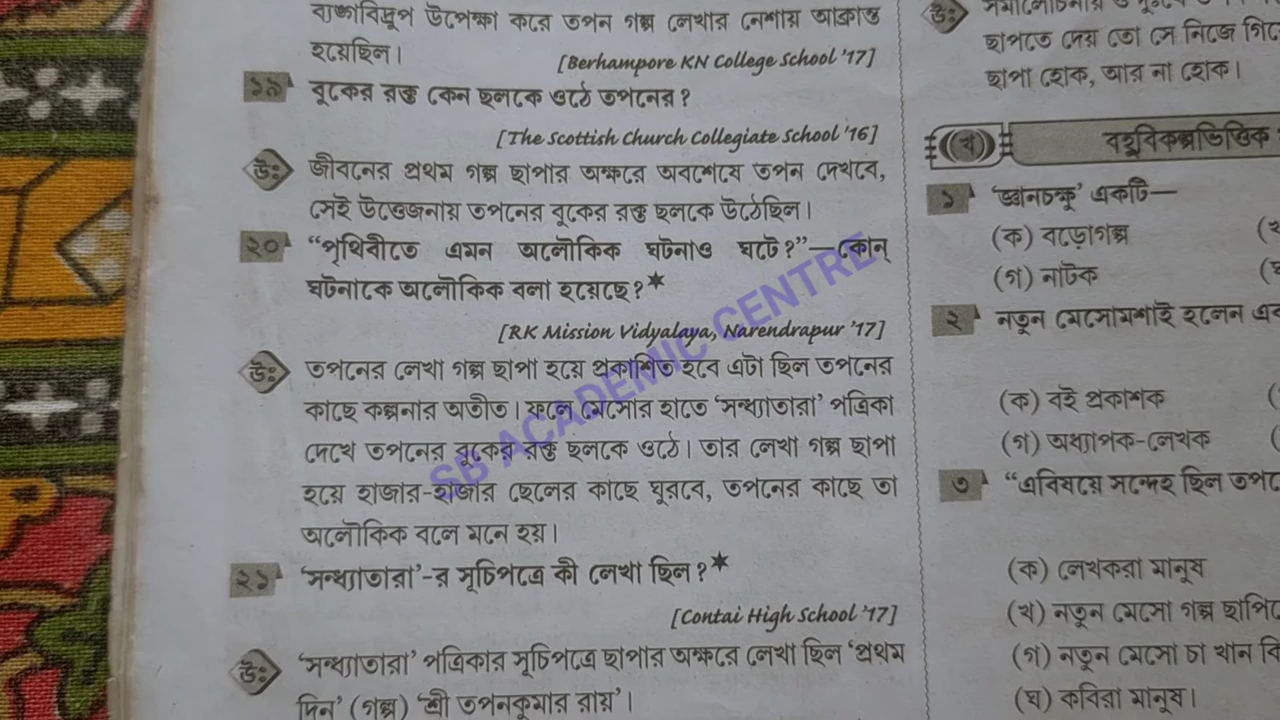 ব্যঙ্গবিদ্রূপ উপেক্ষা করে তপন গল্প লেখার নেশায় আক্রান্ত
হয়েছিল।
[Berhampore KN College School '17]
১৯ বুকের রক্ত কেন ছলকে ওঠে তপনের?
[The Scottish Church Collegiate School '16]
উঃ জীবনের প্রথম গল্প ছাপার অক্ষরে অবশেষে তপন দেখবে,
সেই উত্তেজনায় তপনের বুকের রক্ত ছলকে উঠেছিল।
২০ “পৃথিবীতে এমন অলৌকিক ঘটনাও ঘটে?”—কোন্
ঘটনাকে অলৌকিক বলা হয়েছে?★
[RK Mission Vidyalaya, Narendrapur '17]
উঃ তপনের লেখা গল্প ছাপা হয়ে প্রকাশিত হবে এটা ছিল তপনের
কাছে কল্পনার অতীত। ফলে মেসোর হাতে ‘সন্ধ্যাতারা’ পত্রিকা
দেখে তপনের বুকের রক্ত ছলকে ওঠে। তার লেখা গল্প ছাপা
হয়ে হাজার-হাজার ছেলের কাছে ঘুরবে, তপনের কাছে তা
অলৌকিক বলে মনে হয়।
২১ ‘সন্ধ্যাতারা’-র সূচিপত্রে কী লেখা ছিল?★
[Contai High School '17]
উঃ ‘সন্ধ্যাতারা’ পত্রিকার সূচিপত্রে ছাপার অক্ষরে লেখা ছিল ‘প্রথম
দিন’ (গল্প) ‘শ্রী তপনকুমার রায়’।
SB ACADEMIC CENTRE
উঃ
ছাপতে দেয় তো সে নিজে গিয়ে
ছাপা হোক, আর না হোক।
খ বহুবিকল্পভিত্তিক
১ ‘জ্ঞানচক্ষু’ একটি—
(ক) বড়োগল্প
(গ) নাটক
২ নতুন মেসোমশাই হলেন এক
(ক) বই প্রকাশক
(গ) অধ্যাপক-লেখক
৩ “এবিষয়ে সন্দেহ ছিল তপনের
(ক) লেখকরা মানুষ
(খ) নতুন মেসো গল্প ছাপিয়ে
(গ) নতুন মেসো চা খান কি
(ঘ) কবিরা মানুষ।